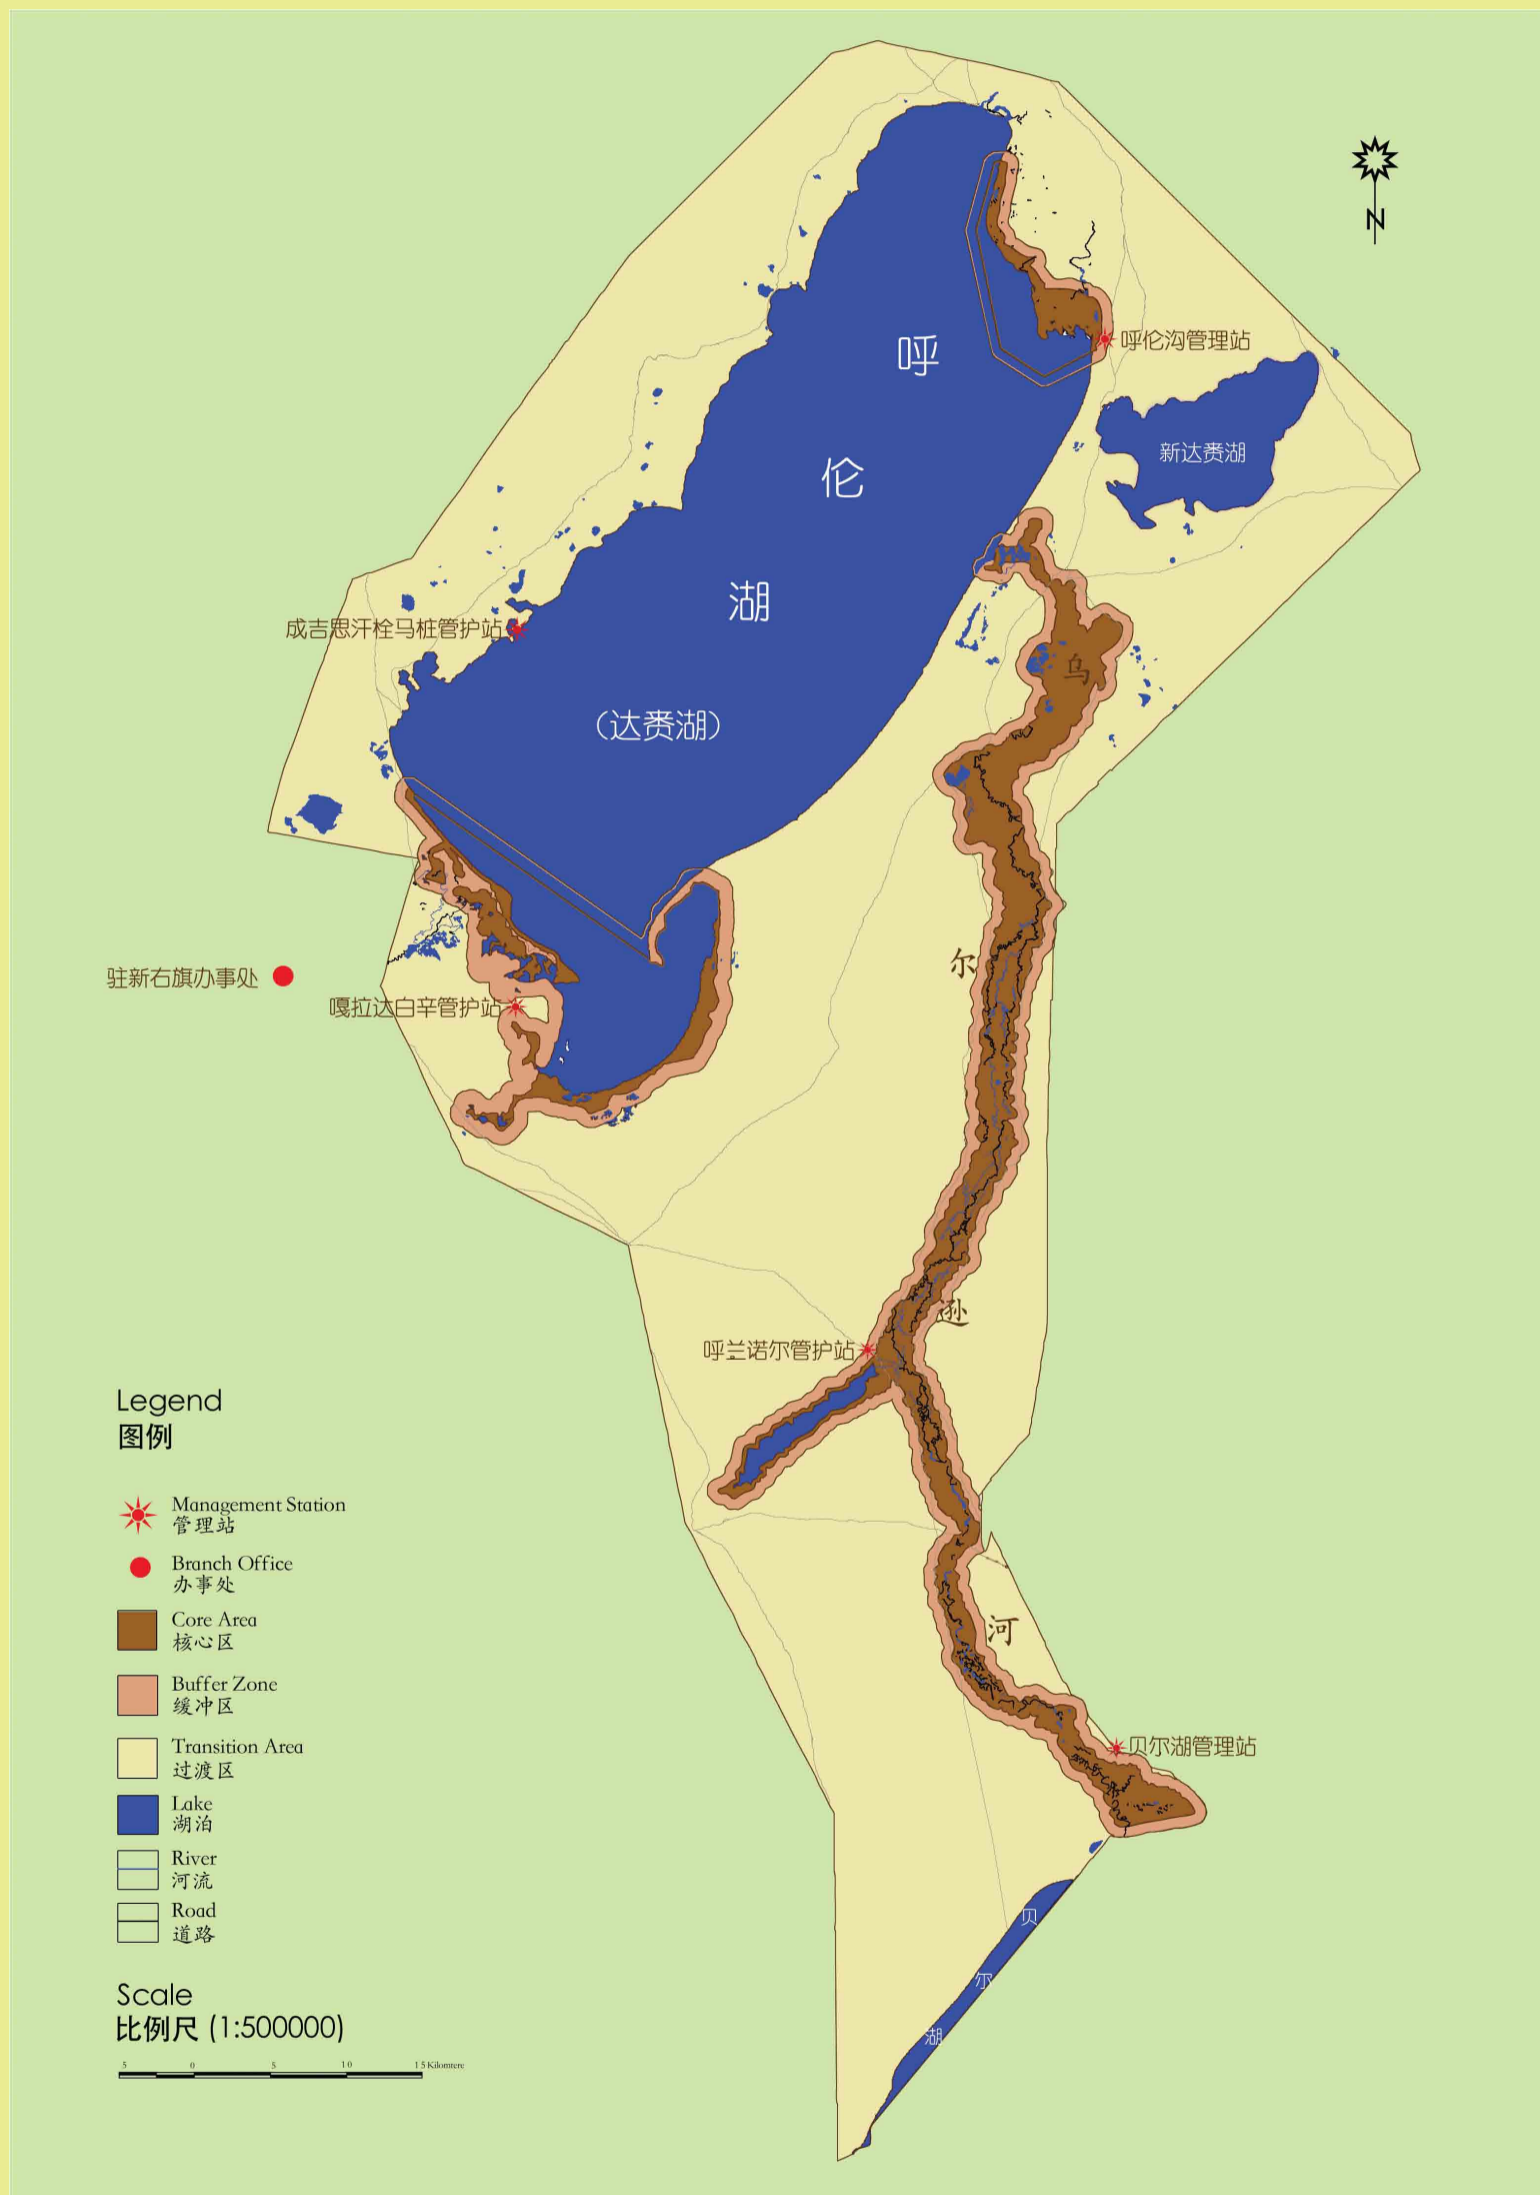 N
呼
呼伦沟管理站
新达赉湖
伦
湖
成吉思汗栓马桩管护站
乌
（达赉湖）
尔
驻新右旗办事处
嘎拉达白辛管护站
逊
呼兰诺尔管护站
河
贝尔湖管理站
贝
尔
湖
Legend
图例
Management Station
管理站
Branch Office
办事处
Core Area
核心区
Buffer Zone
缓冲区
Transition Area
过渡区
Lake
湖泊
River
河流
Road
道路
Scale
比例尺 (1:500000)
5 0 5 10 15 Kilomtere